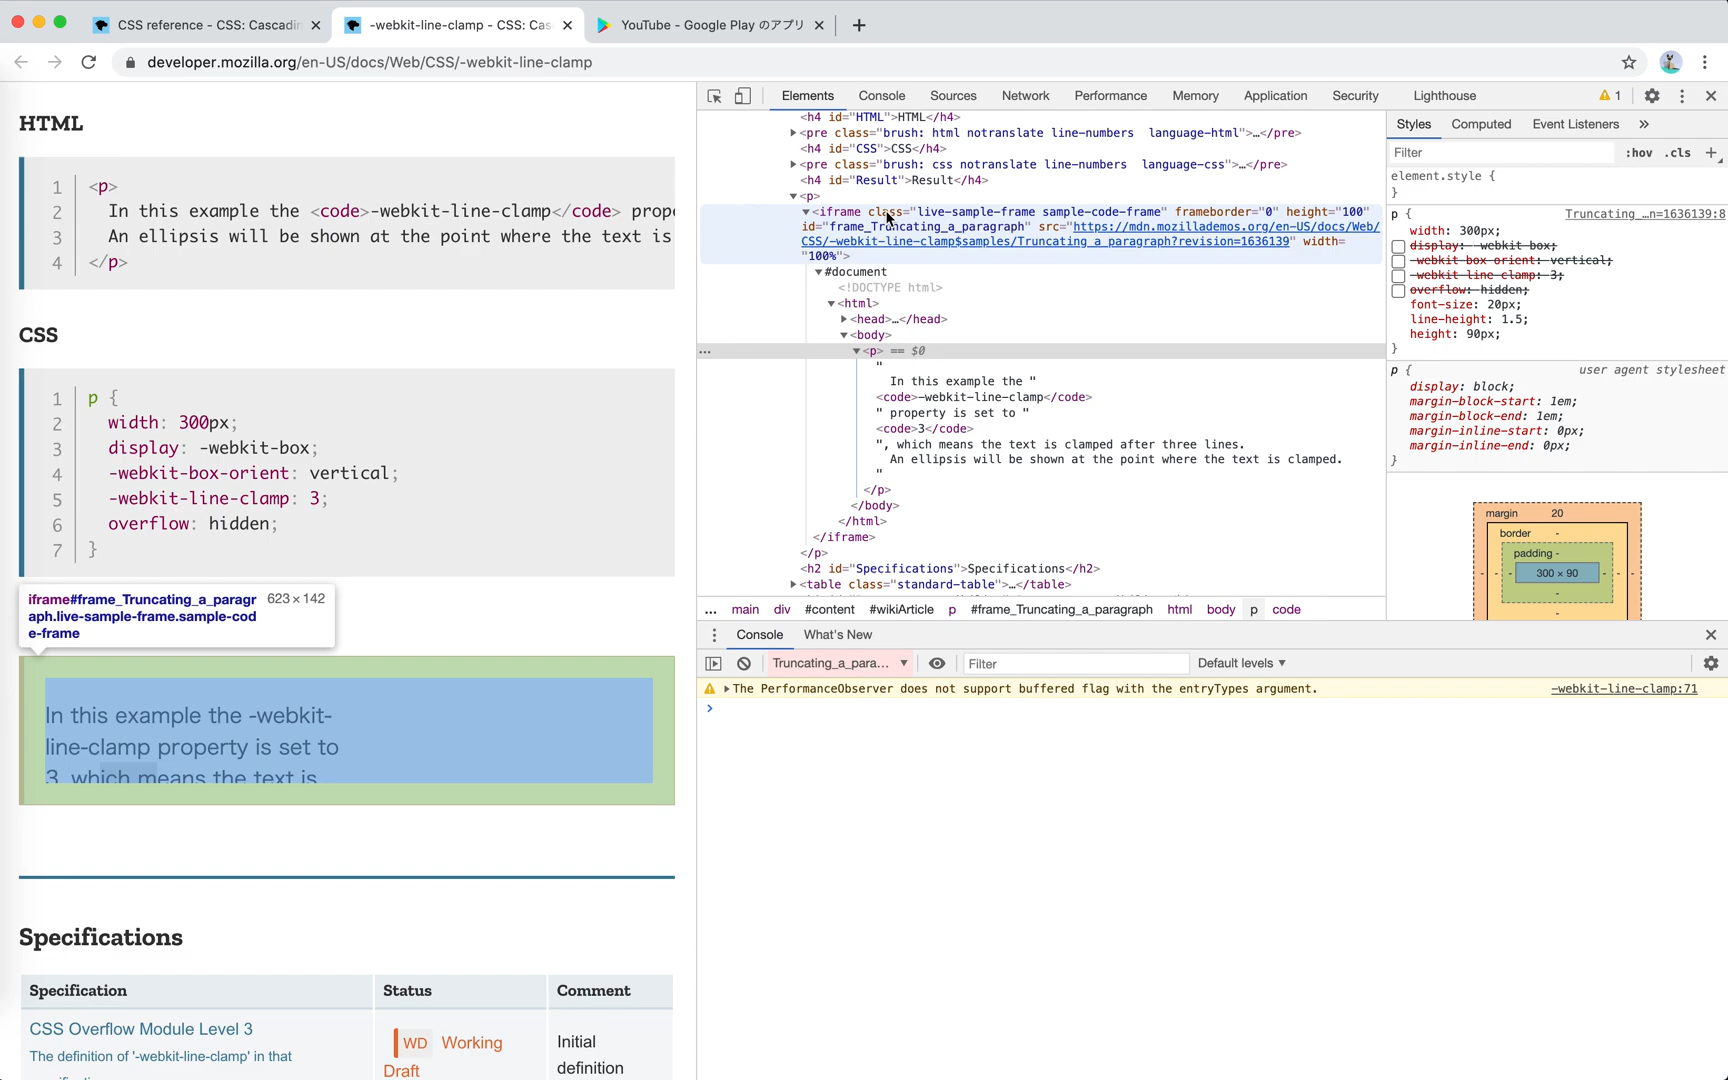 CSS reference - CSS: Cascadin
-webkit-line-clamp - CSS: Cas
YouTube - Google Play のアプリ
developer.mozilla.org/en-US/docs/Web/CSS/-webkit-line-clamp
HTML
1 <p>
2 In this example the <code>-webkit-line-clamp</code> prope
3 An ellipsis will be shown at the point where the text is
4 </p>
CSS
1 p {
2 width: 300px;
3 display: -webkit-box;
4 -webkit-box-orient: vertical;
5 -webkit-line-clamp: 3;
6 overflow: hidden;
7 }
iframe#frame_Truncating_a_paragr 623 × 142
aph.live-sample-frame.sample-cod
e-frame
In this example the -webkit-
line-clamp property is set to
3, which means the text is
Specifications
Specification Status Comment
CSS Overflow Module Level 3
The definition of '-webkit-line-clamp' in that
WD Working
Draft
Initial
definition
Elements Console Sources Network Performance Memory Application Security Lighthouse 1
<h4 id="HTML">HTML</h4>
<pre class="brush: html notranslate line-numbers  language-html">…</pre>
<h4 id="CSS">CSS</h4>
<pre class="brush: css notranslate line-numbers  language-css">…</pre>
<h4 id="Result">Result</h4>
<p>
<iframe class="live-sample-frame sample-code-frame" frameborder="0" height="100"
id="frame_Truncating_a_paragraph" src="https://mdn.mozillademos.org/en-US/docs/Web/
CSS/-webkit-line-clamp$samples/Truncating_a_paragraph?revision=1636139" width=
"100%">
#document
<!DOCTYPE html>
<html>
<head>…</head>
<body>
… <p> == $0
"
In this example the "
<code>-webkit-line-clamp</code>
" property is set to "
<code>3</code>
", which means the text is clamped after three lines.
An ellipsis will be shown at the point where the text is clamped.
"
</p>
</body>
</html>
</iframe>
</p>
<h2 id="Specifications">Specifications</h2>
<table class="standard-table">…</table>
… main div #content #wikiArticle p #frame_Truncating_a_paragraph html body p code
Styles Computed Event Listeners »
Filter :hov .cls +
element.style {
}
p { Truncating_…n=1636139:8
width: 300px;
display: -webkit-box;
-webkit-box-orient: vertical;
-webkit-line-clamp: 3;
overflow: hidden;
font-size: 20px;
line-height: 1.5;
height: 90px;
}
p { user agent stylesheet
display: block;
margin-block-start: 1em;
margin-block-end: 1em;
margin-inline-start: 0px;
margin-inline-end: 0px;
}
margin 20
border -
padding -
- - - 300 × 90 - - -
-
-
Console What's New
Truncating_a_para… ▼ Filter Default levels ▼
The PerformanceObserver does not support buffered flag with the entryTypes argument. -webkit-line-clamp:71
>